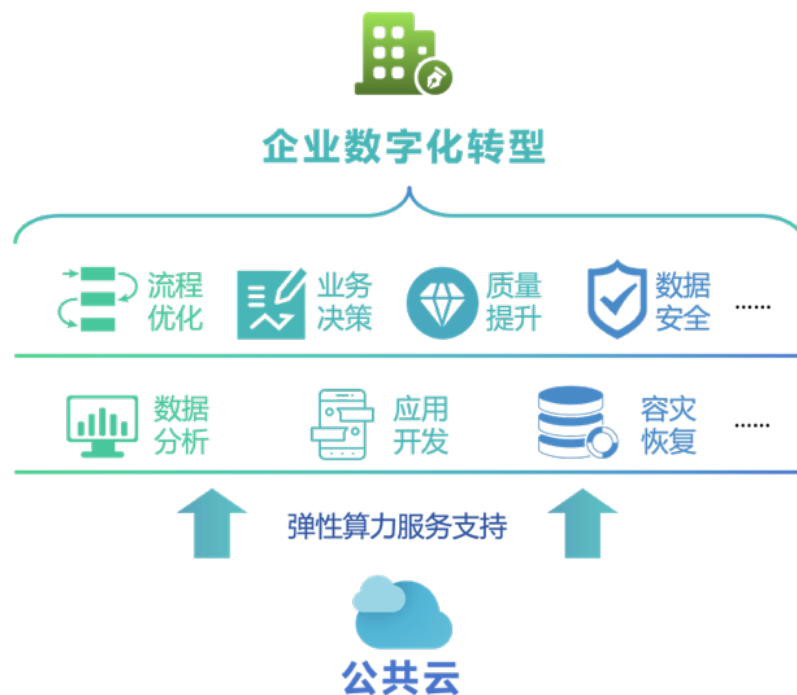 企业数字化转型
流程
优化
业务
决策
质量
提升
数据
安全
......
数据
分析
应用
开发
容灾
恢复
......
弹性算力服务支持
公共云